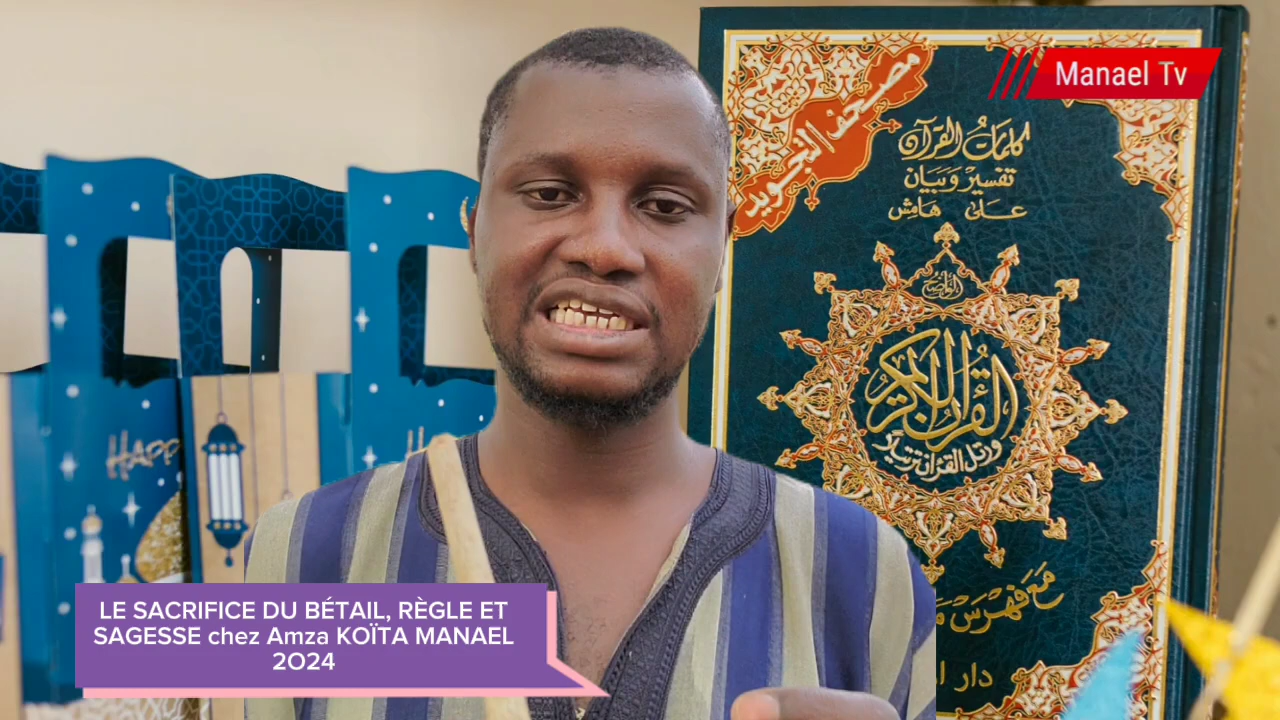 Manael Tv
مصحف التجويد
كلمات القرآن
تفسير وبيان
على هامش
القرآن الكريم
ورتل القرآن ترتيلا
مع فهرس
دار
HAPP
LE SACRIFICE DU BÉTAIL, RÈGLE ET
SAGESSE chez Amza KOÏTA MANAEL
2024